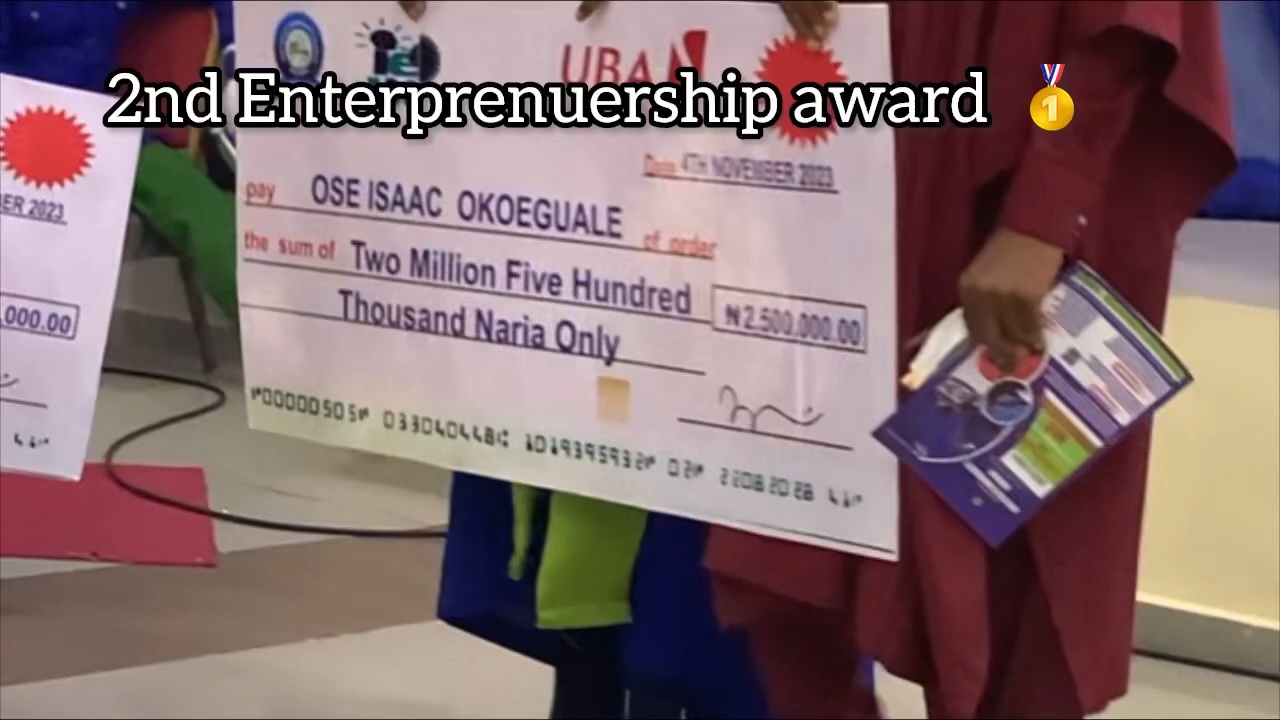 2nd Enterprenuership award
UBA
Date 4TH NOVEMBER 2023
pay OSE ISAAC OKOEGUALE of order
the sum of Two Million Five Hundred
₦2.500.000.00
Thousand Naria Only
ER 2023
,000.00